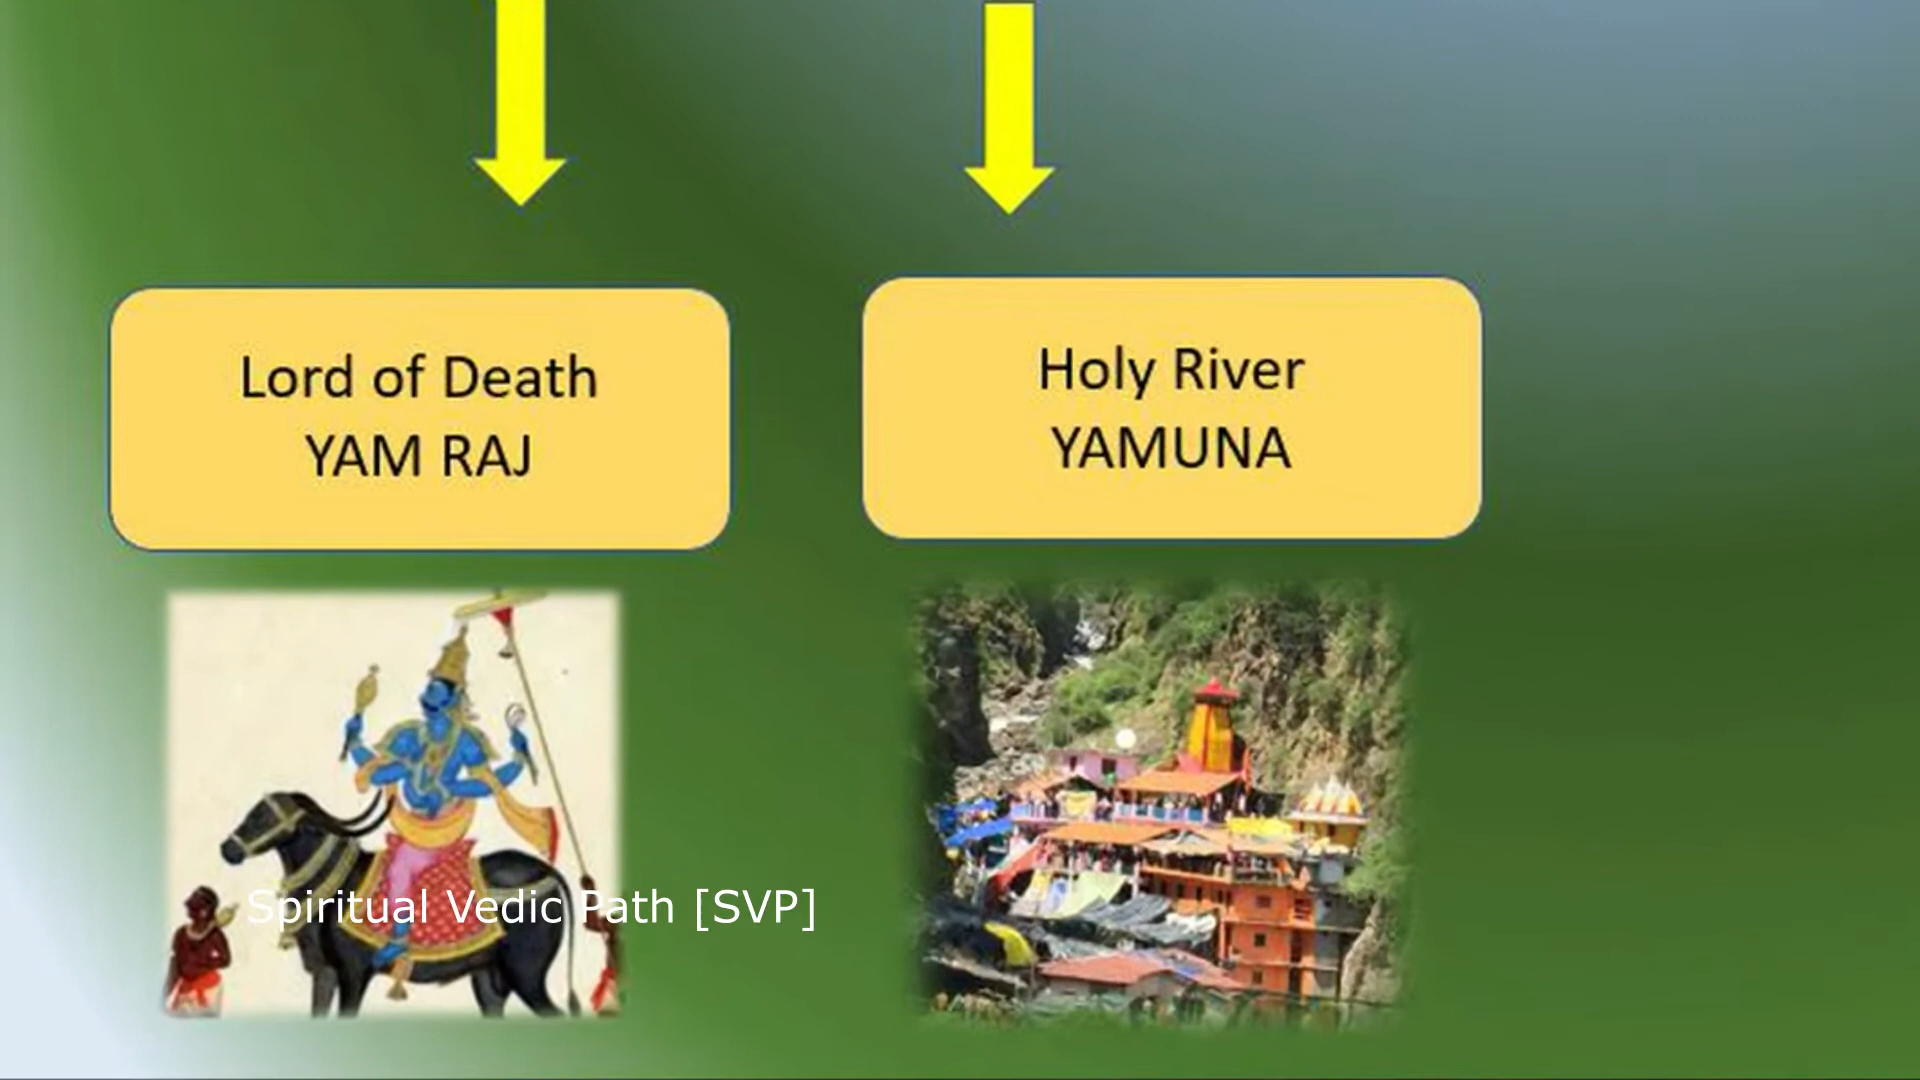 Lord of Death
YAM RAJ
Holy River
YAMUNA
Spiritual Vedic Path [SVP]